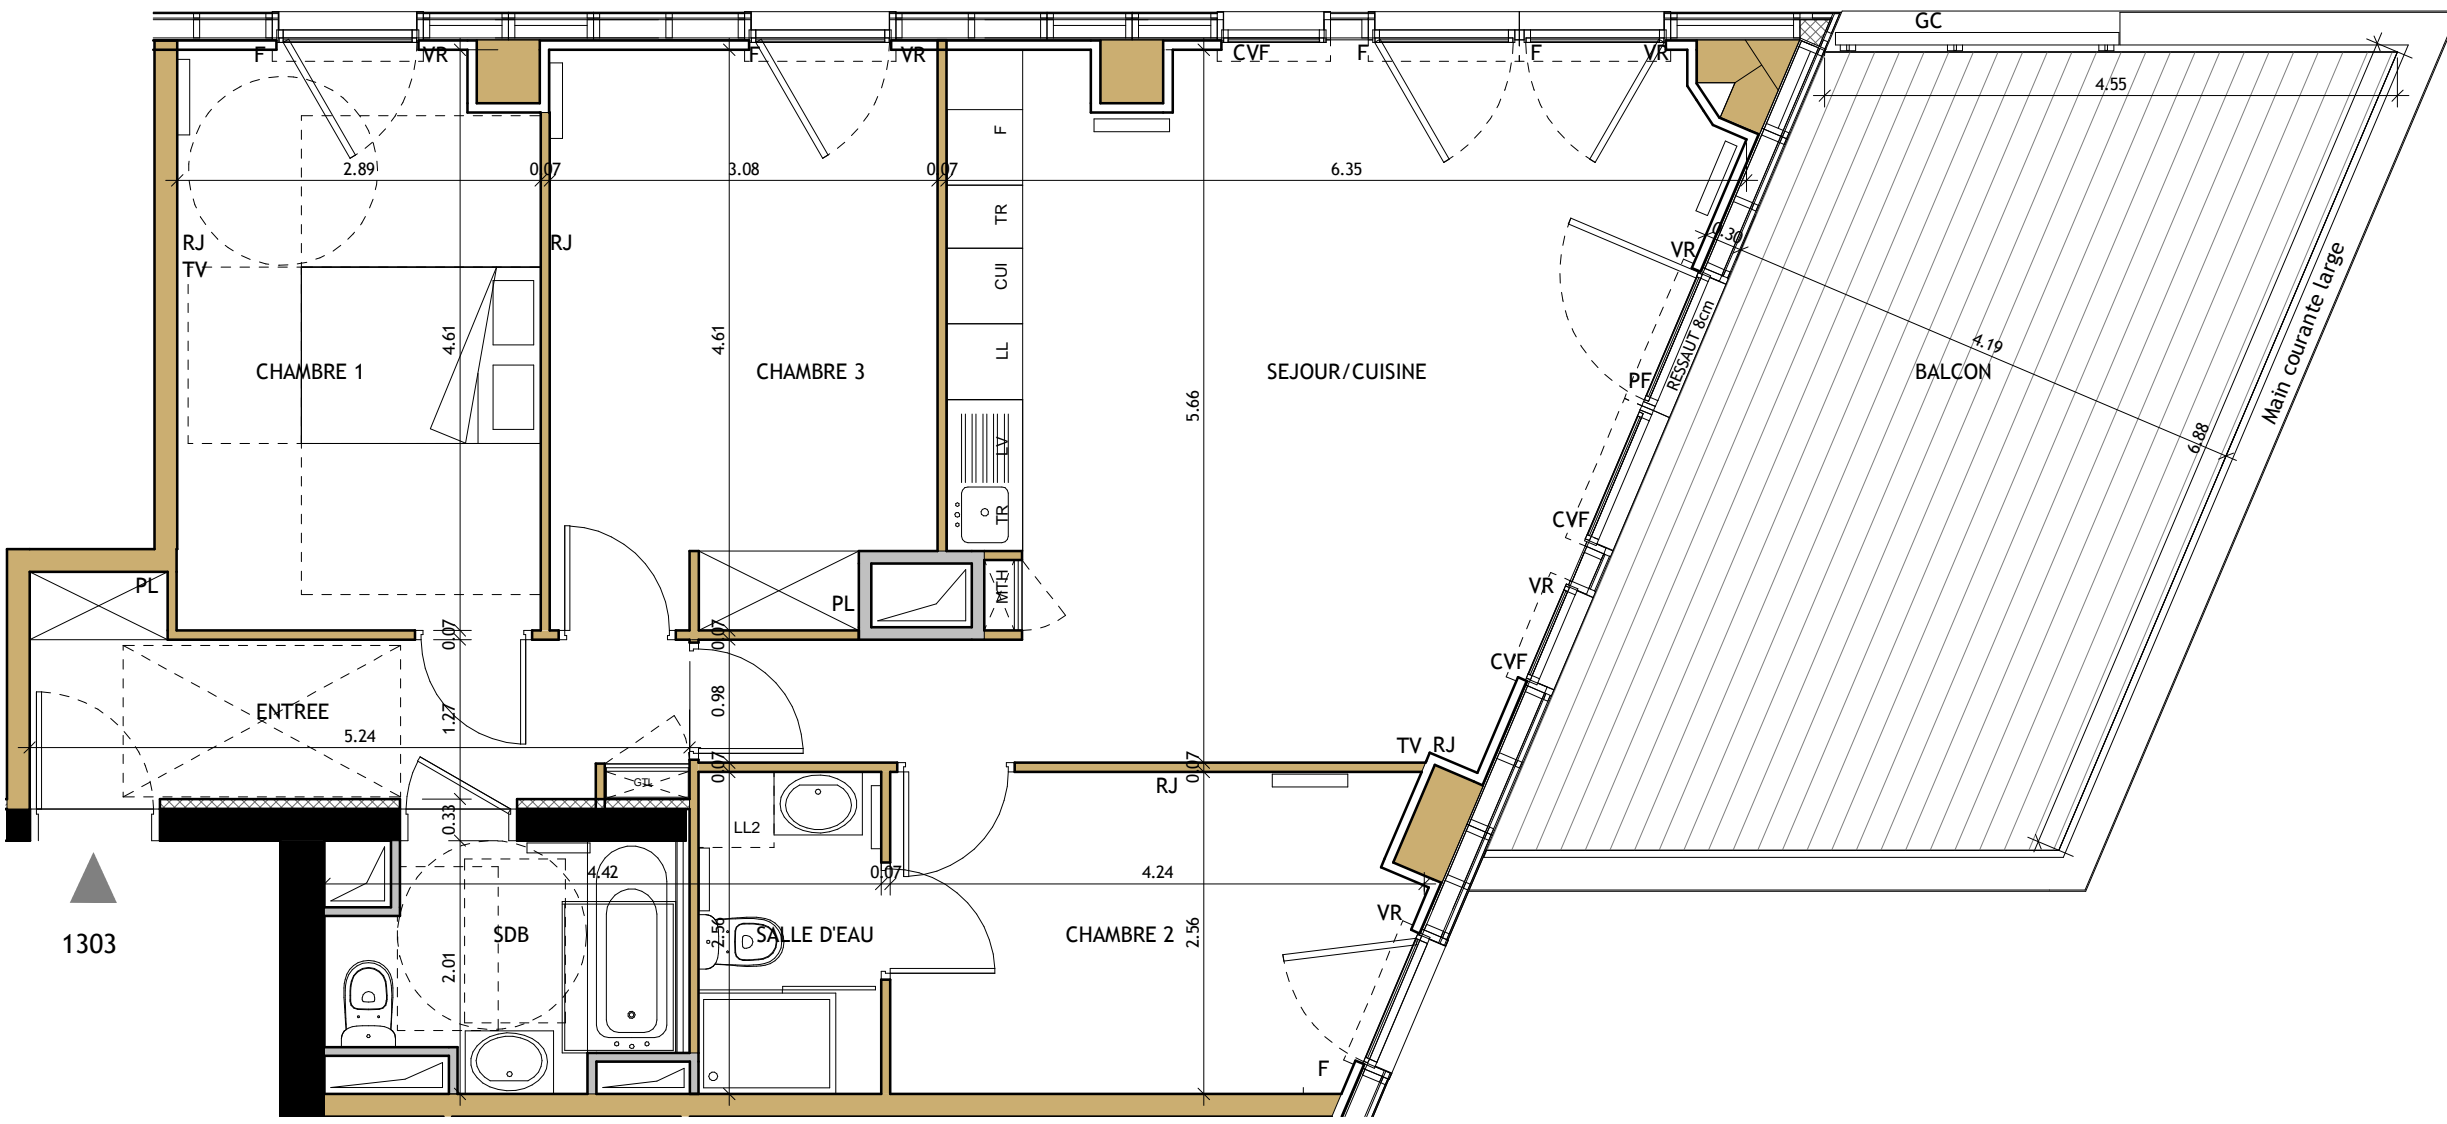 GC
F
VR
F
VR
CVF
F
F
VR
4.55
2.89
0.07
3.08
0.07
6.35
F
TR
CUI
LL
LV
TR
RJ
TV
RJ
VR
0.30
4.61
4.61
5.66
CHAMBRE 1
CHAMBRE 3
SEJOUR/CUISINE
PF
RESSAUT 8cm
BALCON
4.19
6.88
Main courante large
CVF
VR
PL
PL
MTH
0.07
0.07
CVF
ENTREE
5.24
1.27
0.98
0.07
0.07
TV RJ
RJ
GTL
0.33
LL2
4.42
0.07
4.24
1303
SDB
2.01
2.56
SALLE D'EAU
CHAMBRE 2
2.56
VR
F